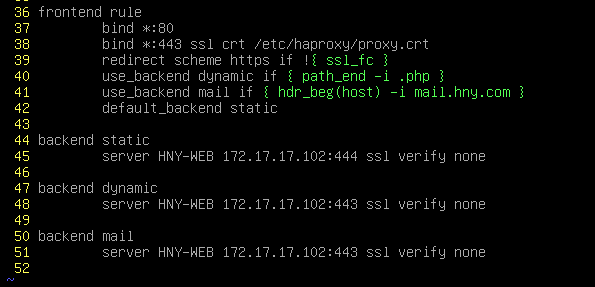 36 frontend rule
37 bind *:80
38 bind *:443 ssl crt /etc/haproxy/proxy.crt
39 redirect scheme https if !{ ssl_fc }
40 use_backend dynamic if { path_end -i .php }
41 use_backend mail if { hdr_beg(host) -i mail.hny.com }
42 default_backend static
43
44 backend static
45 server HNY-WEB 172.17.17.102:444 ssl verify none
46
47 backend dynamic
48 server HNY-WEB 172.17.17.102:443 ssl verify none
49
50 backend mail
51 server HNY-WEB 172.17.17.102:443 ssl verify none
52
~